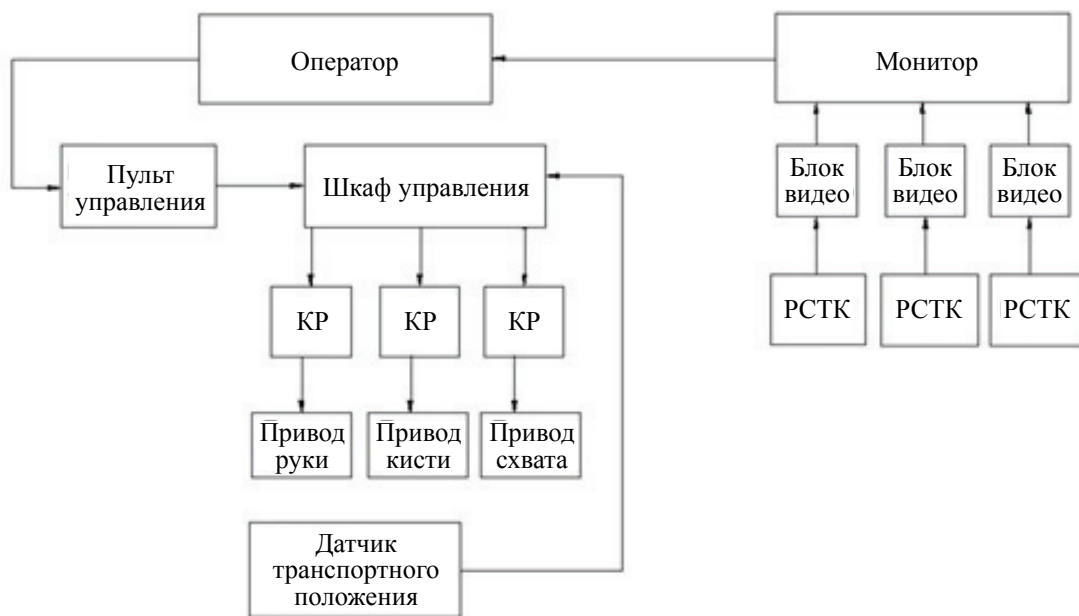 Оператор
Монитор
Пульт
управления
Шкаф управления
Блок
видео
Блок
видео
Блок
видео
КР
КР
КР
РСТК
РСТК
РСТК
Привод
руки
Привод
кисти
Привод
схвата
Датчик
транспортного
положения